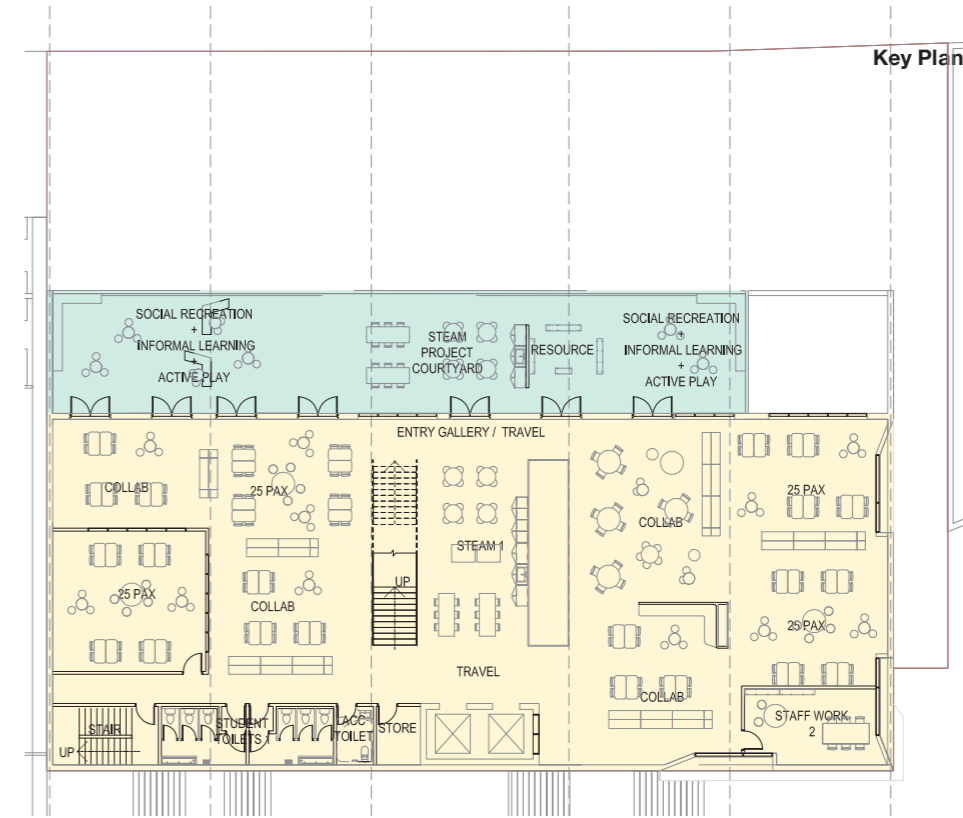 Key Plan
SOCIAL RECREATION
+
INFORMAL LEARNING
+
ACTIVE PLAY
STEAM
PROJECT
COURTYARD
RESOURCE
SOCIAL RECREATION
+
INFORMAL LEARNING
+
ACTIVE PLAY
ENTRY GALLERY / TRAVEL
COLLAB
25 PAX
COLLAB
25 PAX
STEAM 1
25 PAX
COLLAB
UP
25 PAX
TRAVEL
COLLAB
STAIR
UP
STUDENT
TOILETS 1
ACC
TOILET
STORE
STAFF WORK
2